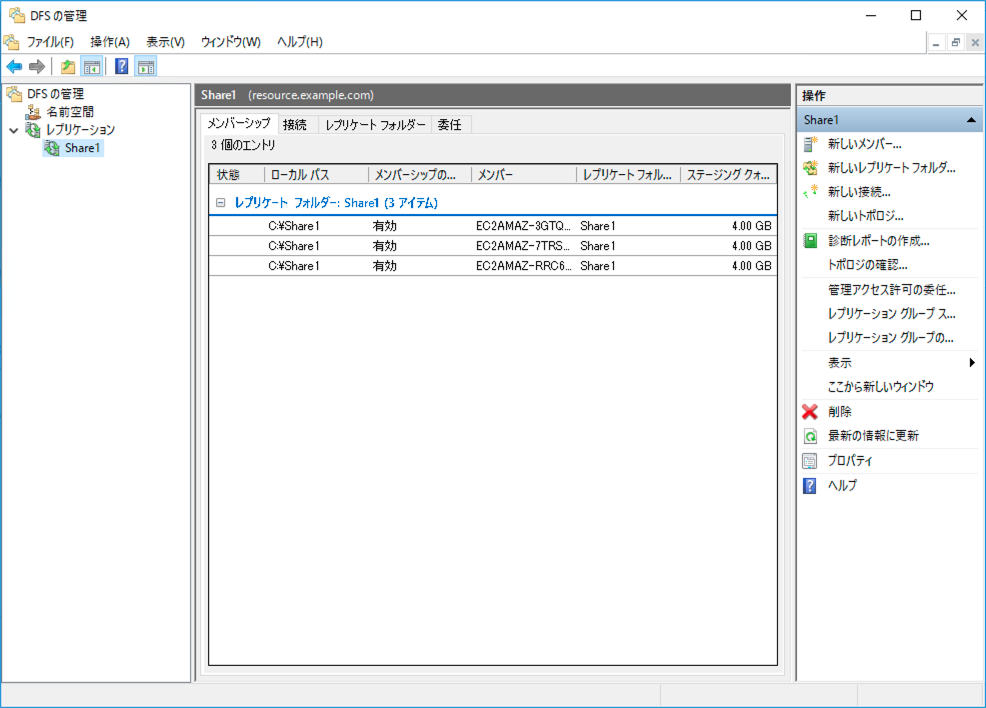 DFS の管理
ファイル(F) 操作(A) 表示(V) ウィンドウ(W) ヘルプ(H)
DFS の管理
名前空間
レプリケーション
Share1
Share1 (resource.example.com)
メンバーシップ 接続 レプリケート フォルダー 委任
3 個のエントリ
状態 ローカル パス メンバーシップの... メンバー レプリケート フォル... ステージング クォ...
レプリケート フォルダー: Share1 (3 アイテム)
C:¥Share1 有効 EC2AMAZ-3GTQ... Share1 4.00 GB
C:¥Share1 有効 EC2AMAZ-7TRS... Share1 4.00 GB
C:¥Share1 有効 EC2AMAZ-RRC6... Share1 4.00 GB
操作
Share1
新しいメンバー...
新しいレプリケート フォルダ...
新しい接続...
新しいトポロジ...
診断レポートの作成...
トポロジの確認...
管理アクセス許可の委任...
レプリケーション グループ ス...
レプリケーション グループの...
表示
ここから新しいウィンドウ
削除
最新の情報に更新
プロパティ
ヘルプ